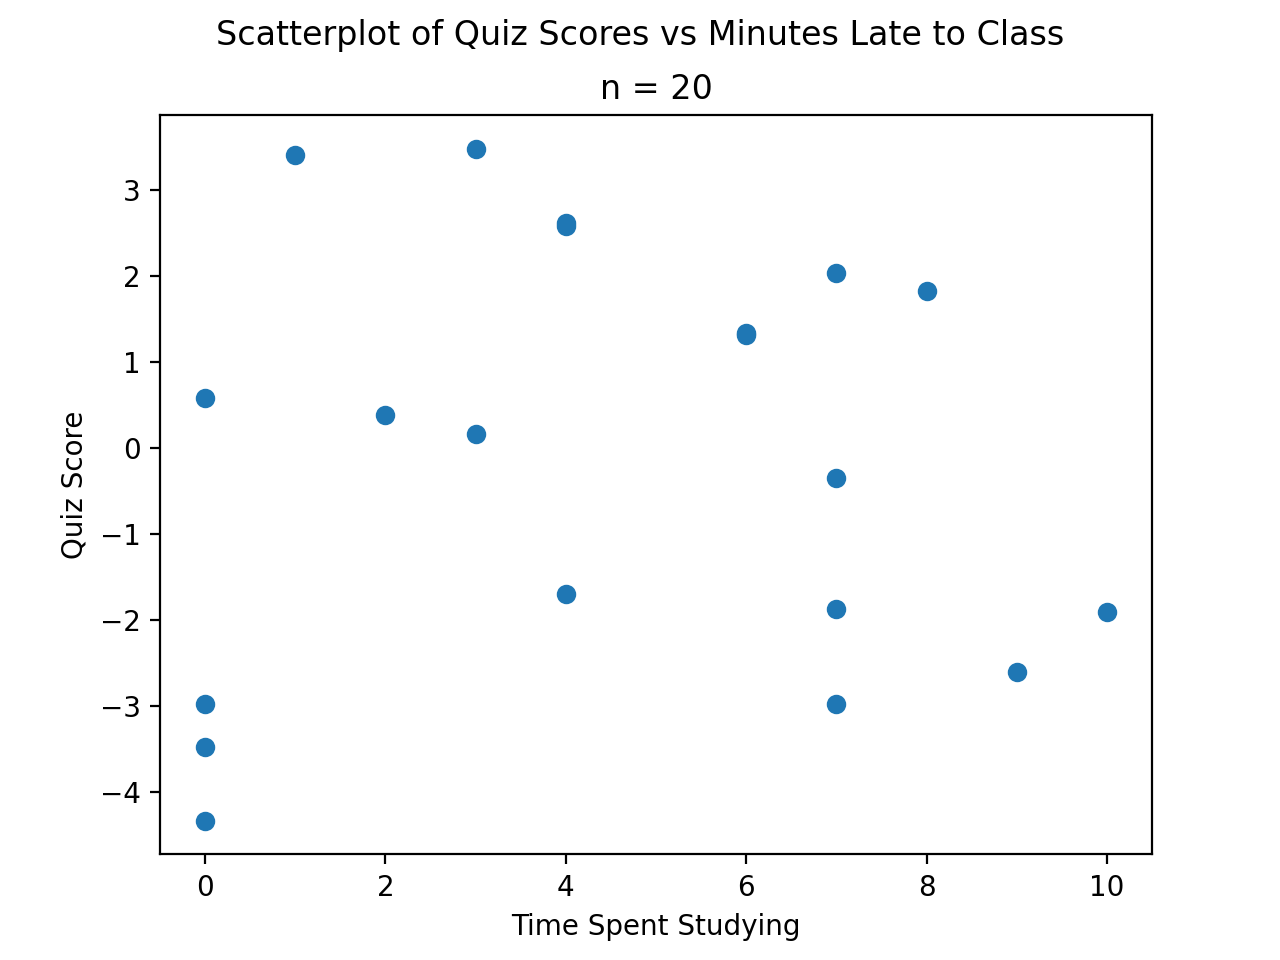 Scatterplot of Quiz Scores vs Minutes Late to Class
n = 20
3
2
1
0
−1
−2
−3
−4
Quiz Score
0 2 4 6 8 10
Time Spent Studying